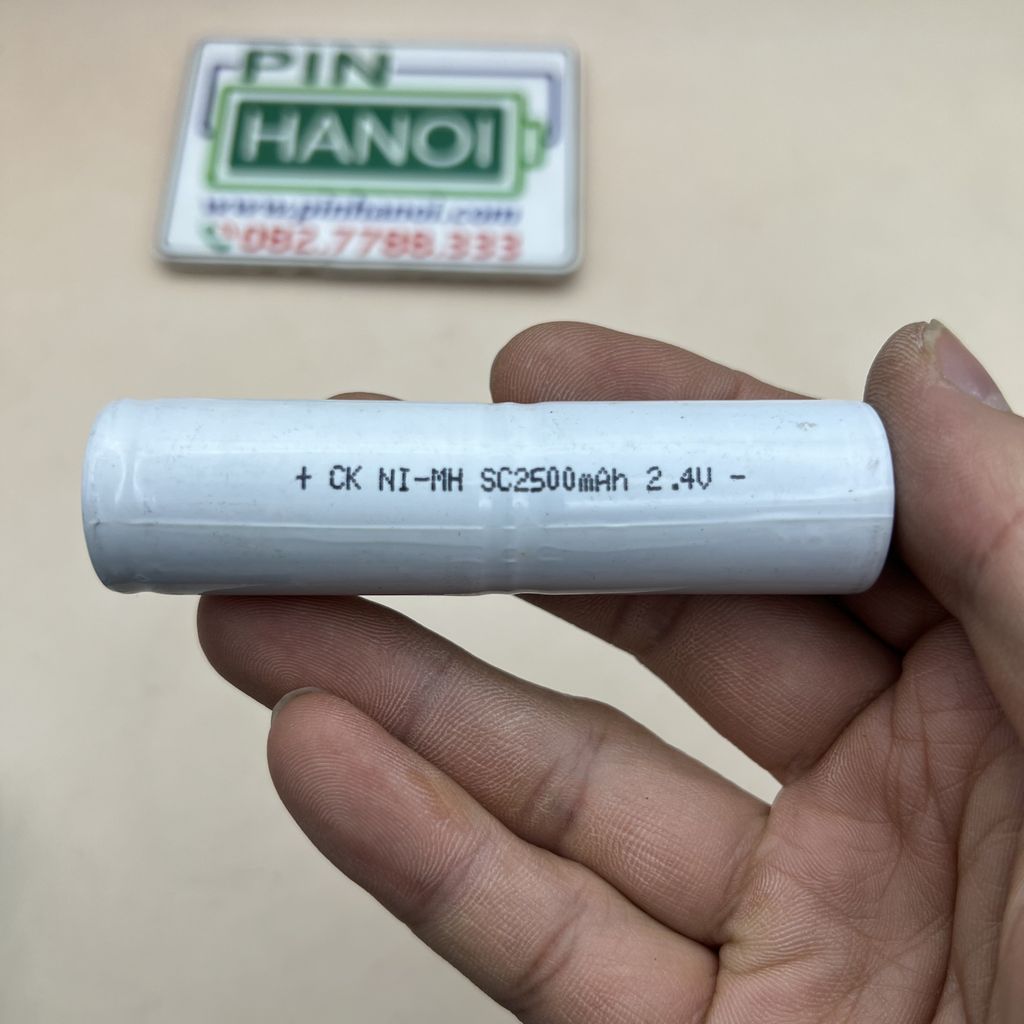 PIN
HANOI
www.pinhanoi.com
082.7788.333
+ CK NI-MH SC2500mAh 2.4V -